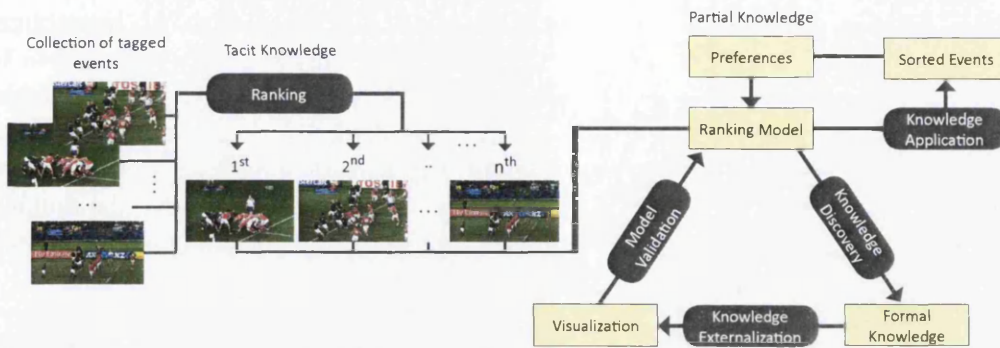 Collection of tagged
events
Tacit Knowledge
Ranking
1st
2nd
..
...
nth
...
...
Partial Knowledge
Preferences
Sorted Events
Ranking Model
Knowledge
Application
Model
Validation
Knowledge
Discovery
Visualization
Knowledge
Externalization
Formal
Knowledge